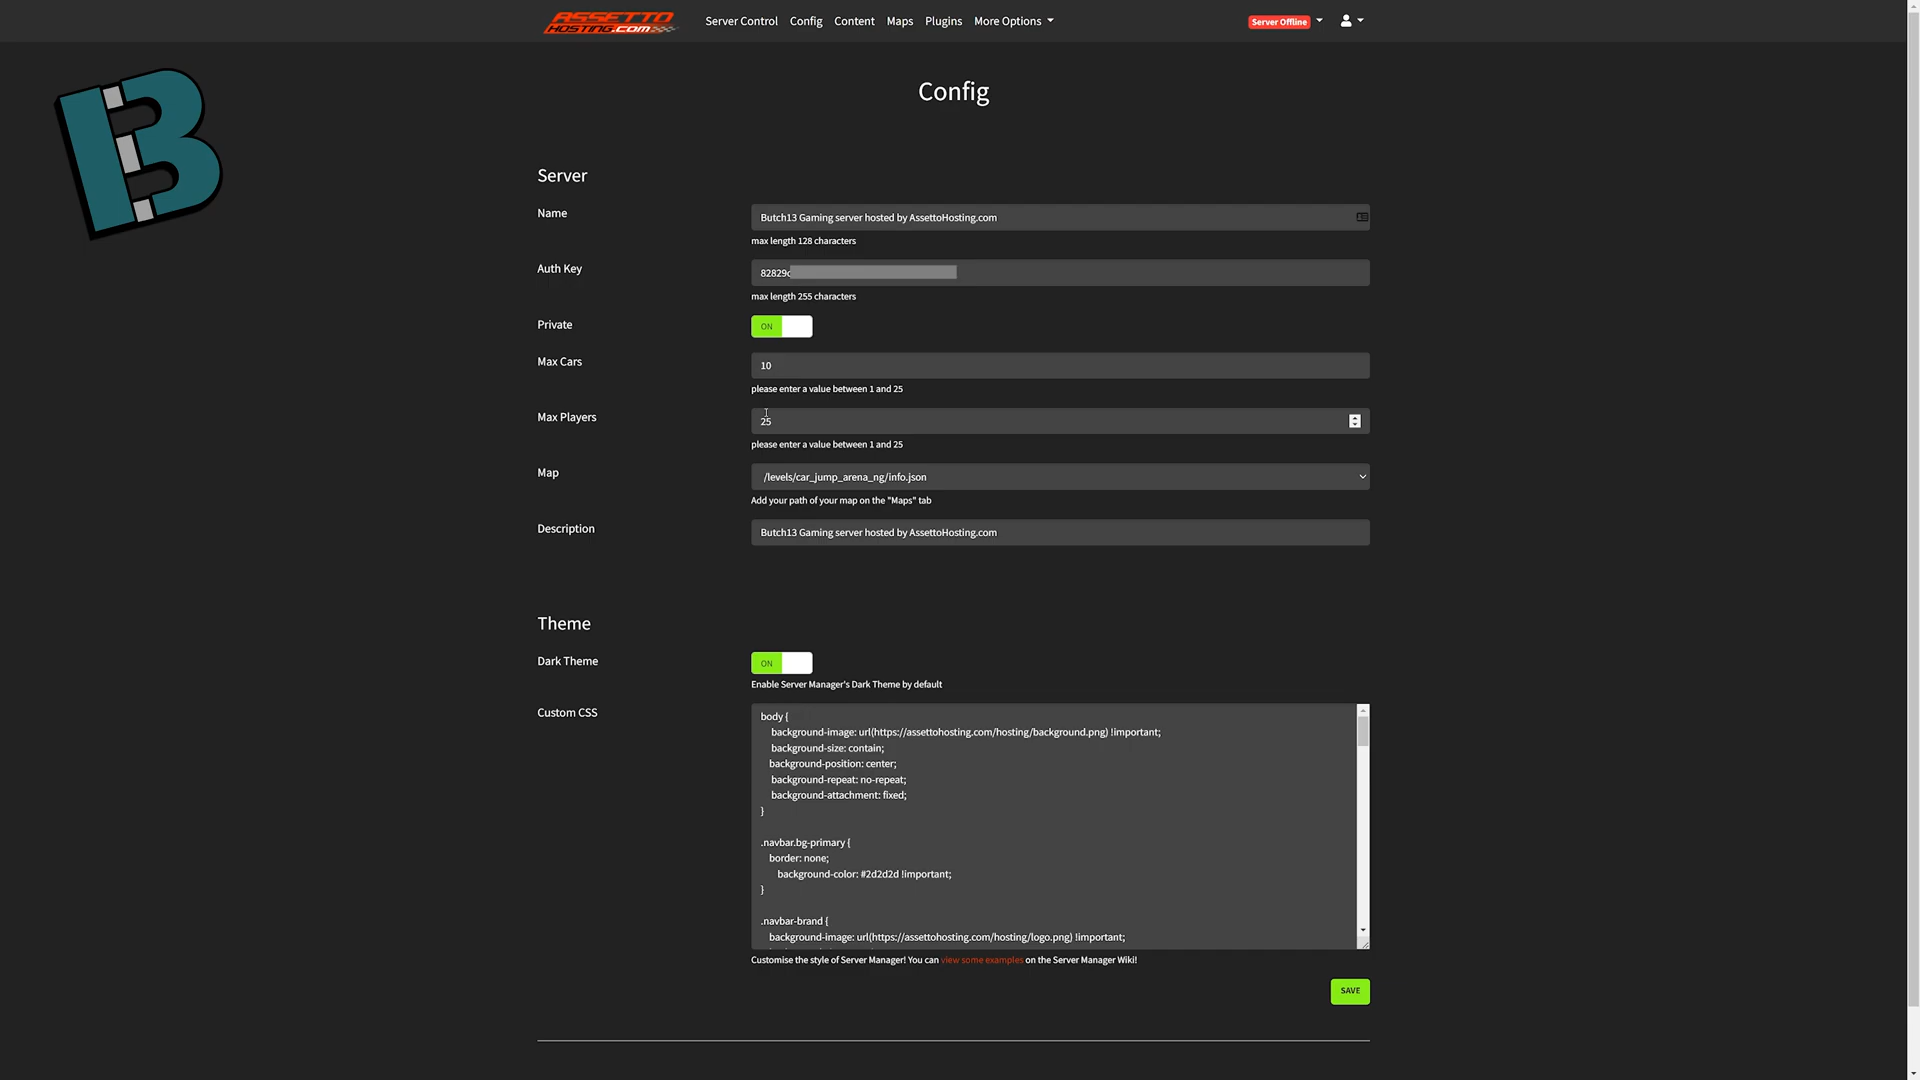 ASSETTO
HOSTING.COM
Server Control
Config
Content
Maps
Plugins
More Options
Server Offline
B
Config
Server
Name
Butch13 Gaming server hosted by AssettoHosting.com
max length 128 characters
Auth Key
82829c
max length 255 characters
Private
ON
Max Cars
10
please enter a value between 1 and 25
Max Players
25
please enter a value between 1 and 25
Map
/levels/car_jump_arena_ng/info.json
Add your path of your map on the "Maps" tab
Description
Butch13 Gaming server hosted by AssettoHosting.com
Theme
Dark Theme
ON
Enable Server Manager's Dark Theme by default
Custom CSS
body {
background-image: url(https://assettohosting.com/hosting/background.png) !important;
background-size: contain;
background-position: center;
background-repeat: no-repeat;
background-attachment: fixed;
}
.navbar.bg-primary {
border: none;
background-color: #2d2d2d !important;
}
.navbar-brand {
background-image: url(https://assettohosting.com/hosting/logo.png) !important;
Customise the style of Server Manager! You can view some examples on the Server Manager Wiki!
SAVE